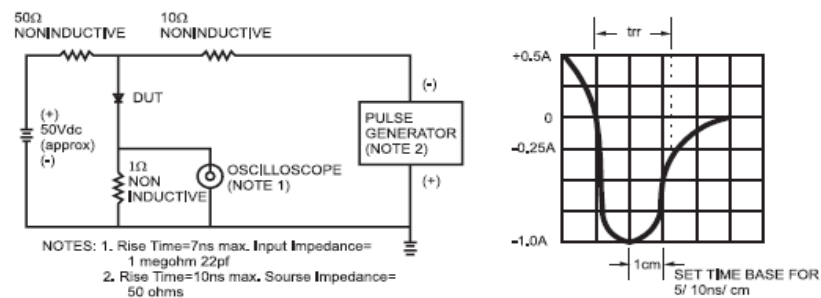 50Ω
NONINDUCTIVE
10Ω
NONINDUCTIVE
DUT
(+)
50Vdc
(approx)
(-)
1Ω
NON
INDUCTIVE
OSCILLOSCOPE
(NOTE 1)
(-)
PULSE
GENERATOR
(NOTE 2)
(+)
NOTES: 1. Rise Time=7ns max. Input Impedance=
1 megohm 22pf
2. Rise Time=10ns max. Sourse Impedance=
50 ohms
trr
+0.5A
0
-0.25A
-1.0A
1cm
SET TIME BASE FOR
5/ 10ns/ cm